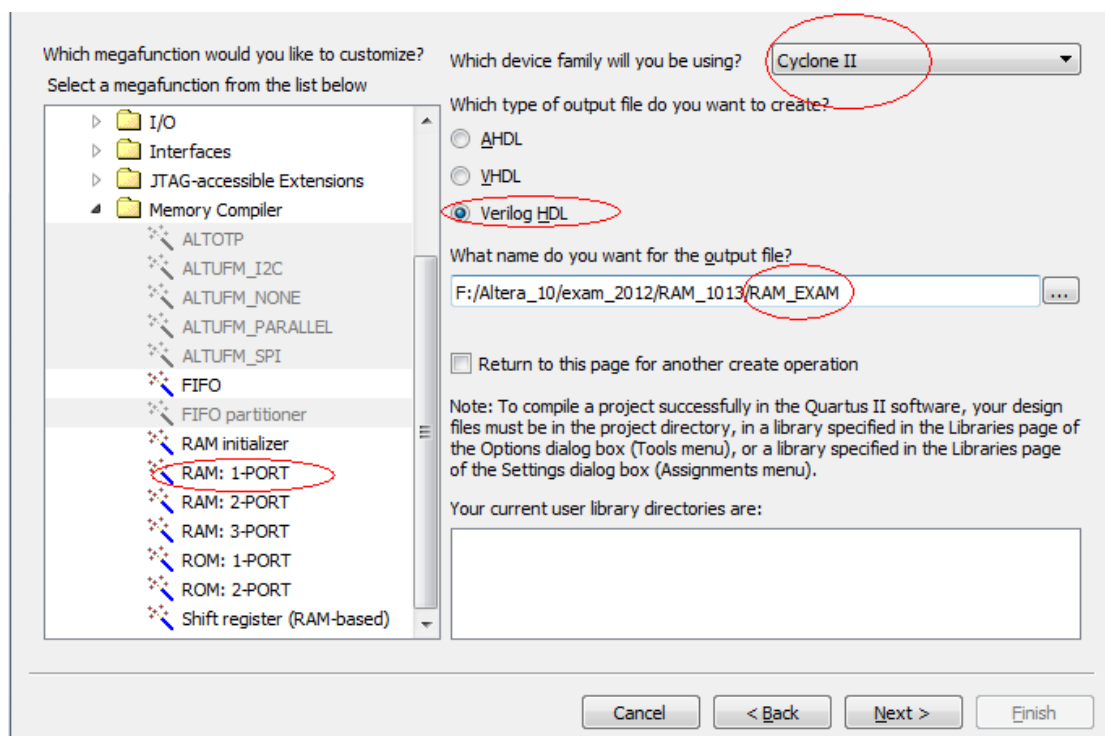 Which megafunction would you like to customize?
Select a megafunction from the list below
I/O
Interfaces
JTAG-accessible Extensions
Memory Compiler
ALTOTP
ALTUFM_I2C
ALTUFM_NONE
ALTUFM_PARALLEL
ALTUFM_SPI
FIFO
FIFO partitioner
RAM initializer
RAM: 1-PORT
RAM: 2-PORT
RAM: 3-PORT
ROM: 1-PORT
ROM: 2-PORT
Shift register (RAM-based)
Which device family will you be using? Cyclone II
Which type of output file do you want to create?
AHDL
VHDL
Verilog HDL
What name do you want for the output file?
F:/Altera_10/exam_2012/RAM_1013/RAM_EXAM ...
Return to this page for another create operation
Note: To compile a project successfully in the Quartus II software, your design
files must be in the project directory, in a library specified in the Libraries page of
the Options dialog box (Tools menu), or a library specified in the Libraries page
of the Settings dialog box (Assignments menu).
Your current user library directories are:
Cancel < Back Next > Finish